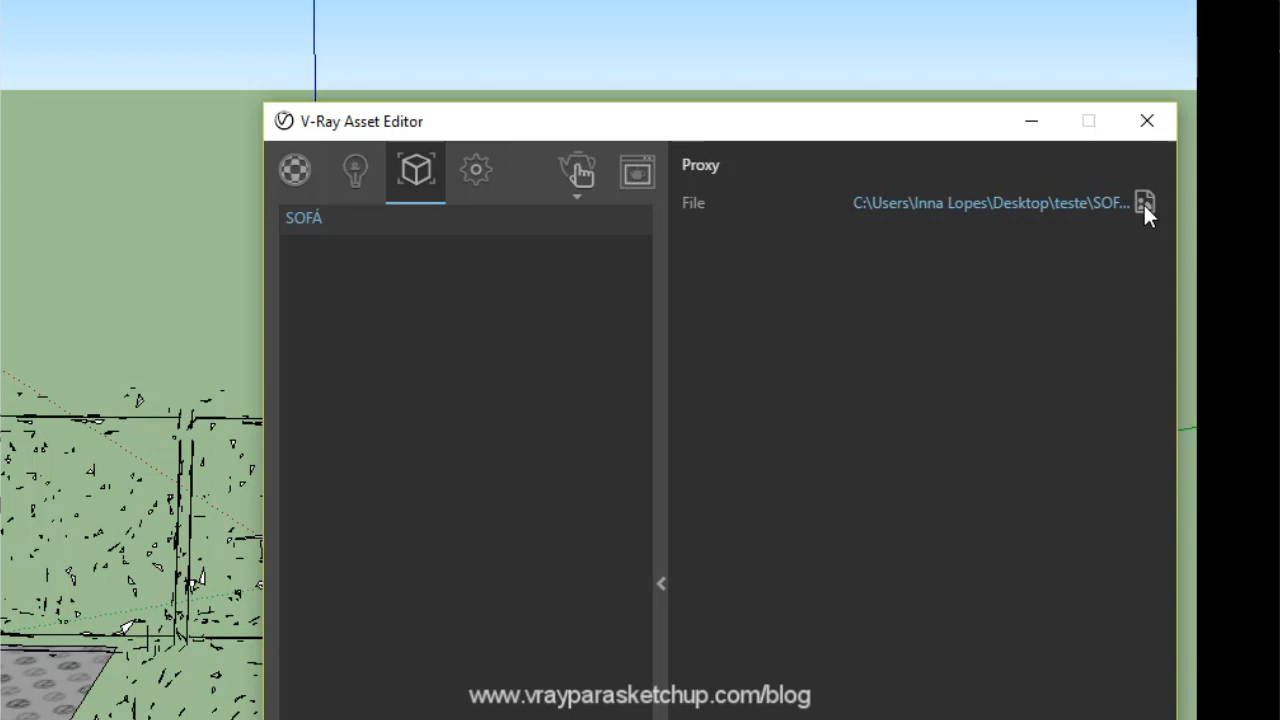 V-Ray Asset Editor
Proxy
File
C:\Users\Inna Lopes\Desktop\teste\SOF...
SOFÁ
www.vrayparasketchup.com/blog